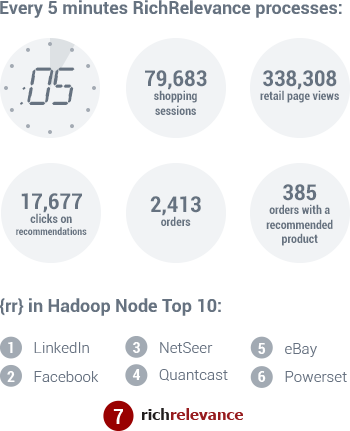 Every 5 minutes RichRelevance processes:
:05
79,683
shopping
sessions
338,308
retail page views
17,677
clicks on
recommendations
2,413
orders
385
orders with a
recommended
product
{rr} in Hadoop Node Top 10:
1 LinkedIn
2 Facebook
3 NetSeer
4 Quantcast
5 eBay
6 Powerset
7 richrelevance